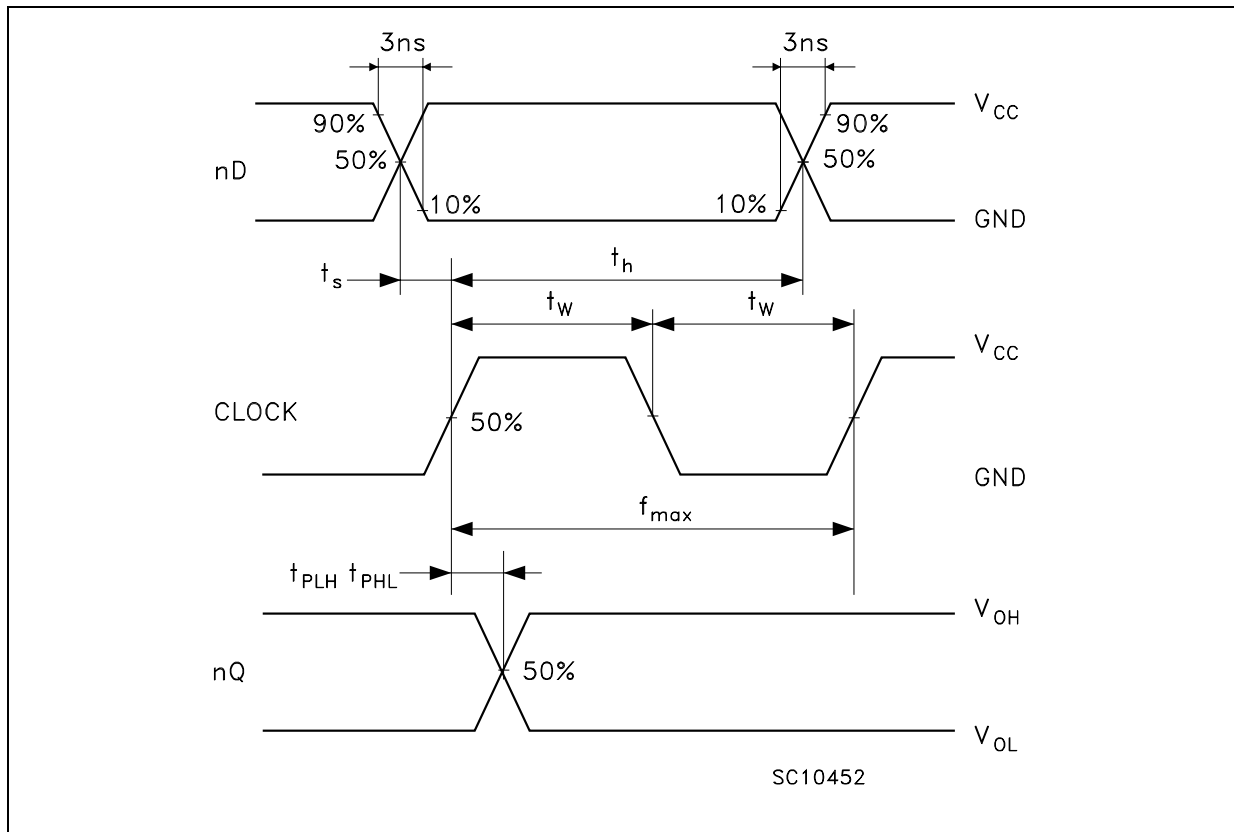 3ns 3ns
V_CC
90% 90%
nD 50% 50%
10% 10%
GND
t_s t_h
t_W t_W
V_CC
CLOCK 50%
GND
f_max
t_PLH t_PHL
V_OH
nQ 50%
V_OL
SC10452